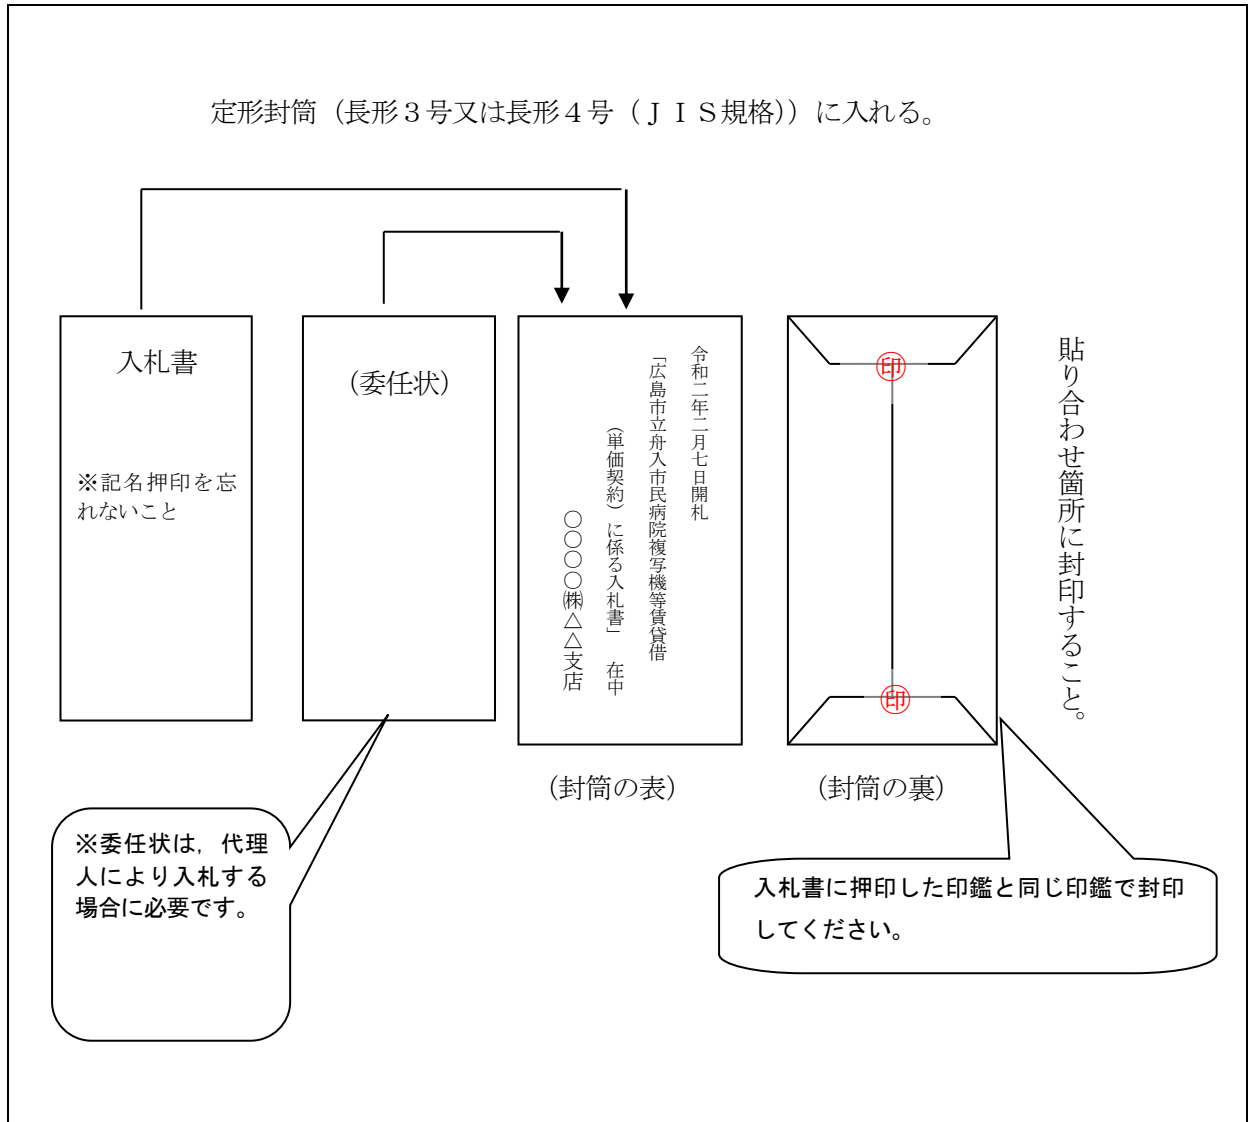 定形封筒（長形３号又は長形４号（ＪＩＳ規格））に入れる。
入札書
※記名押印を忘
れないこと
（委任状）
令和二年二月七日開札
「広島市立舟入市民病院複写機等賃貸借
（単価契約）に係る入札書」　在中
〇〇〇〇㈱△△支店
（封筒の表）
印
印
（封筒の裏）
貼り合わせ箇所に封印すること。
※委任状は，代理
人により入札する
場合に必要です。
入札書に押印した印鑑と同じ印鑑で封印
してください。